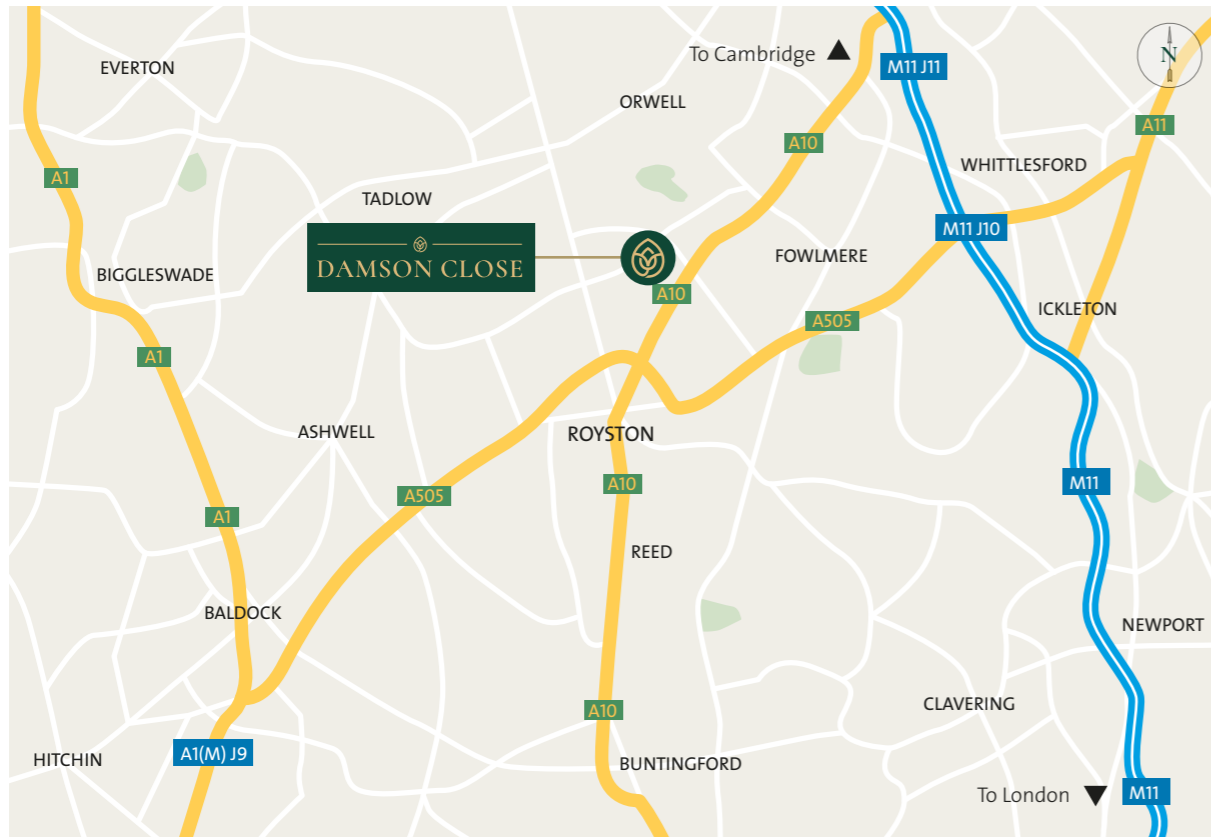 To Cambridge
M11 J11
N
EVERTON
ORWELL
A11
A10
A1
WHITTLESFORD
TADLOW
M11 J10
DAMSON CLOSE
FOWLMERE
BIGGLESWADE
A10
ICKLETON
A505
A1
ASHWELL
ROYSTON
A10
M11
A505
A1
REED
BALDOCK
NEWPORT
CLAVERING
A10
A1(M) J9
HITCHIN
BUNTINGFORD
To London
M11